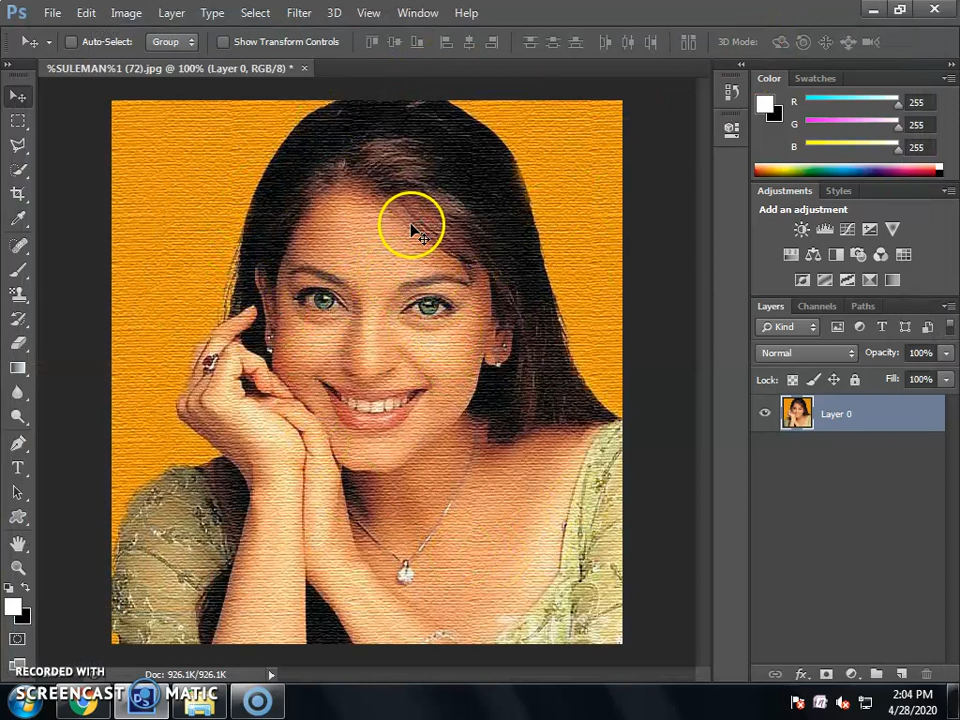 Ps File Edit Image Layer Type Select Filter 3D View Window Help
Auto-Select: Group Show Transform Controls 3D Mode:
%SULEMAN%1 (72).jpg @ 100% (Layer 0, RGB/8) * ×
Color Swatches
R 255
G 255
B 255
Adjustments Styles
Add an adjustment
Layers Channels Paths
Kind
Normal Opacity: 100%
Lock: Fill: 100%
Layer 0
Doc: 926.1K/926.1K
RECORDED WITH
SCREENCAST MATIC
Ps
2:04 PM
4/28/2020